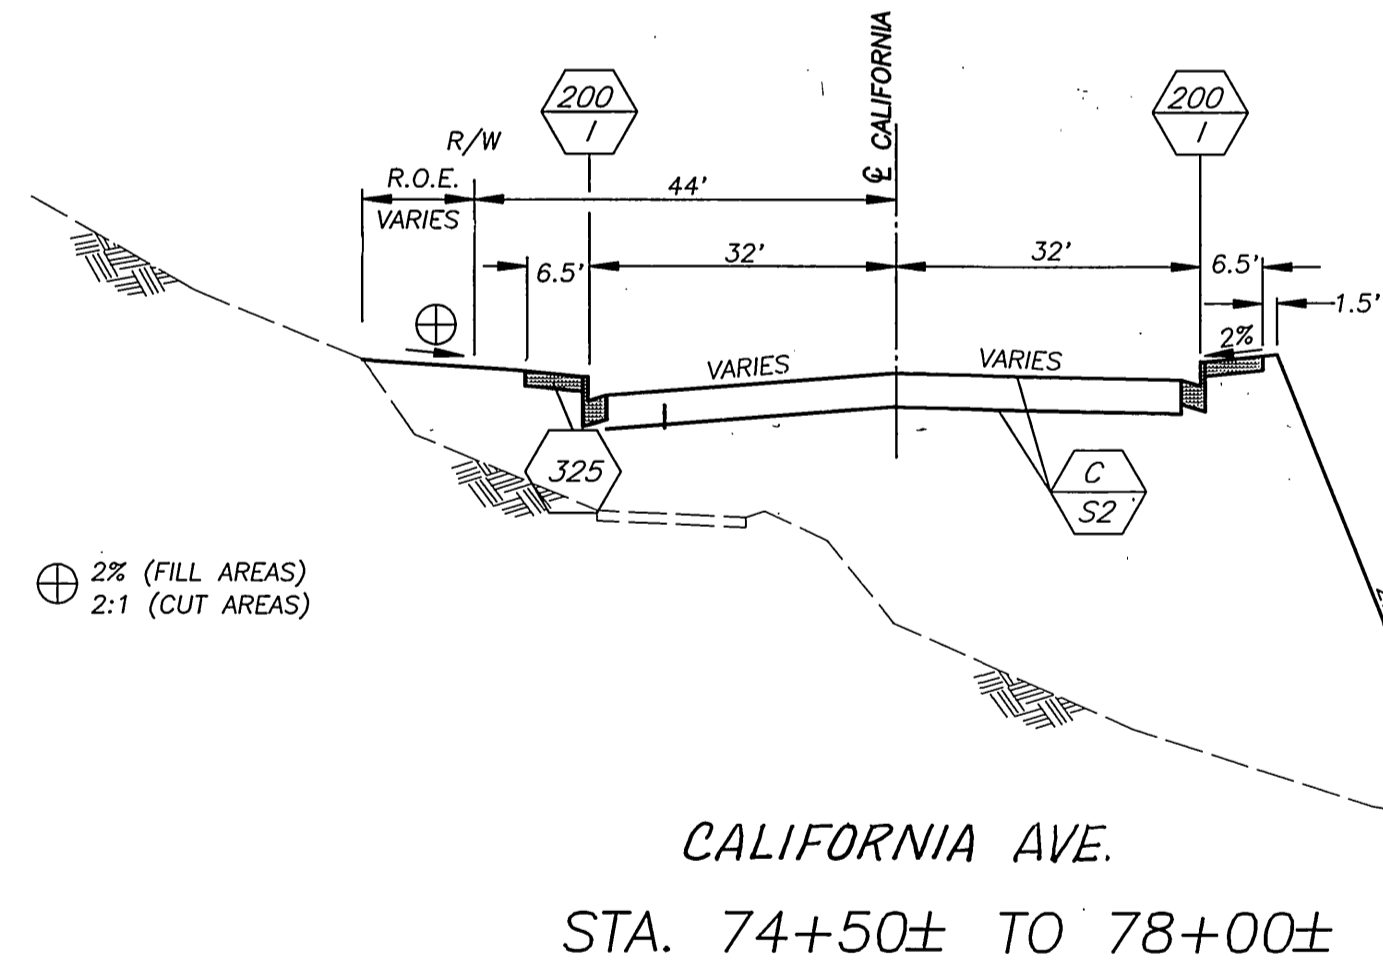 ℄ CALIFORNIA
200
1
200
1
R/W
R.O.E.
VARIES
44'
6.5'
32'
32'
6.5'
1.5'
2%
VARIES
VARIES
325
C
S2
2% (FILL AREAS)
2:1 (CUT AREAS)
CALIFORNIA AVE.
STA. 74+50± TO 78+00±